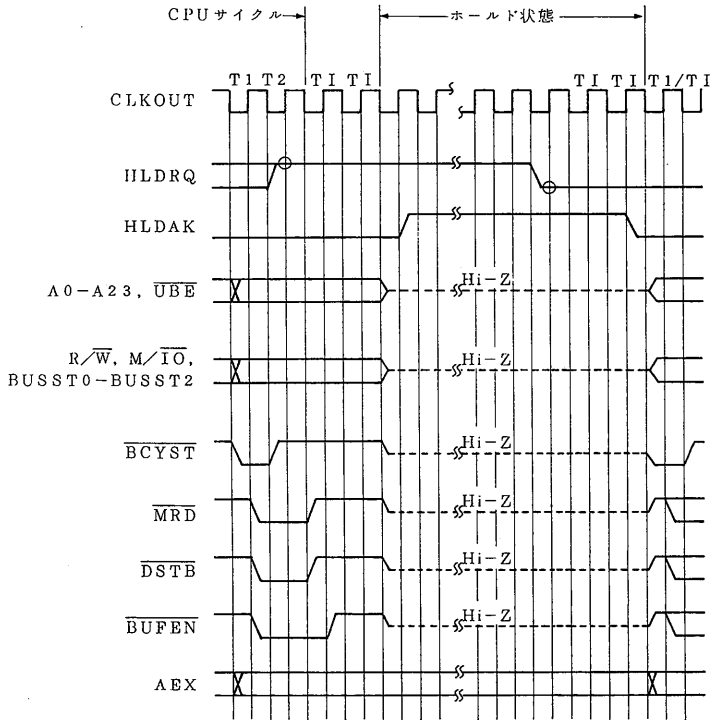 CPUサイクル
ホールド状態
T1 T2 TI TI TI TI T1/TI
CLKOUT
HLDRQ
HLDAK
A0-A23, UBE
Hi-Z
R/W, M/IO,
BUSST0-BUSST2
Hi-Z
BCYST
Hi-Z
MRD
Hi-Z
DSTB
Hi-Z
BUFEN
Hi-Z
AEX